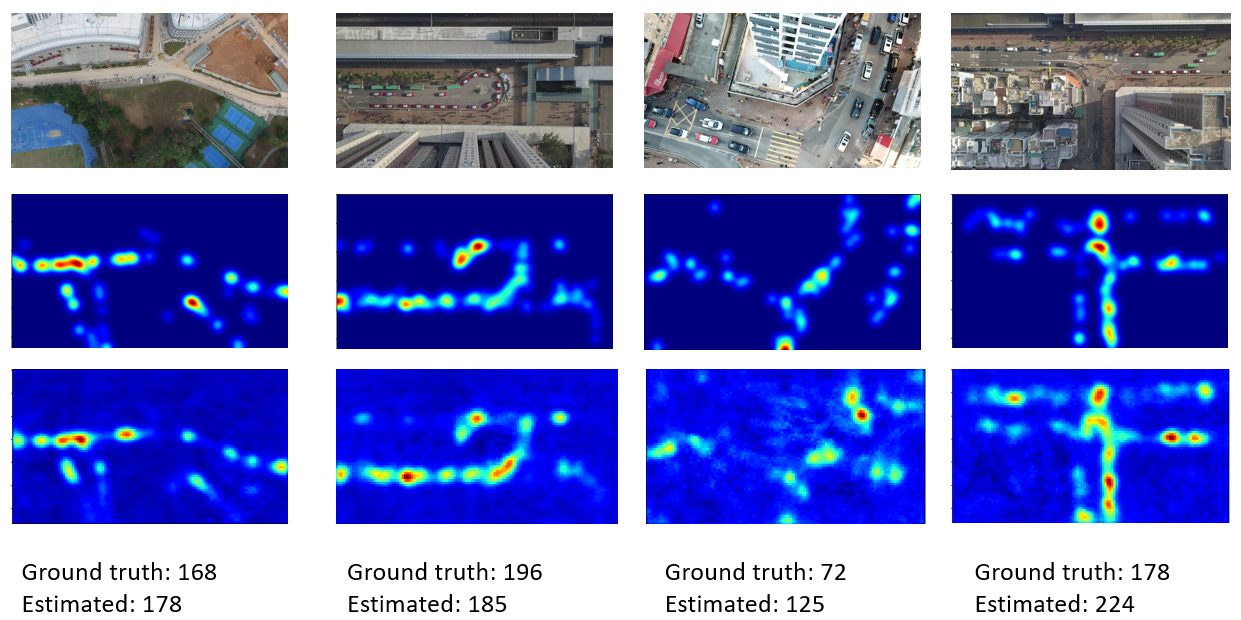 Ground truth: 168
Estimated: 178
Ground truth: 196
Estimated: 185
Ground truth: 72
Estimated: 125
Ground truth: 178
Estimated: 224